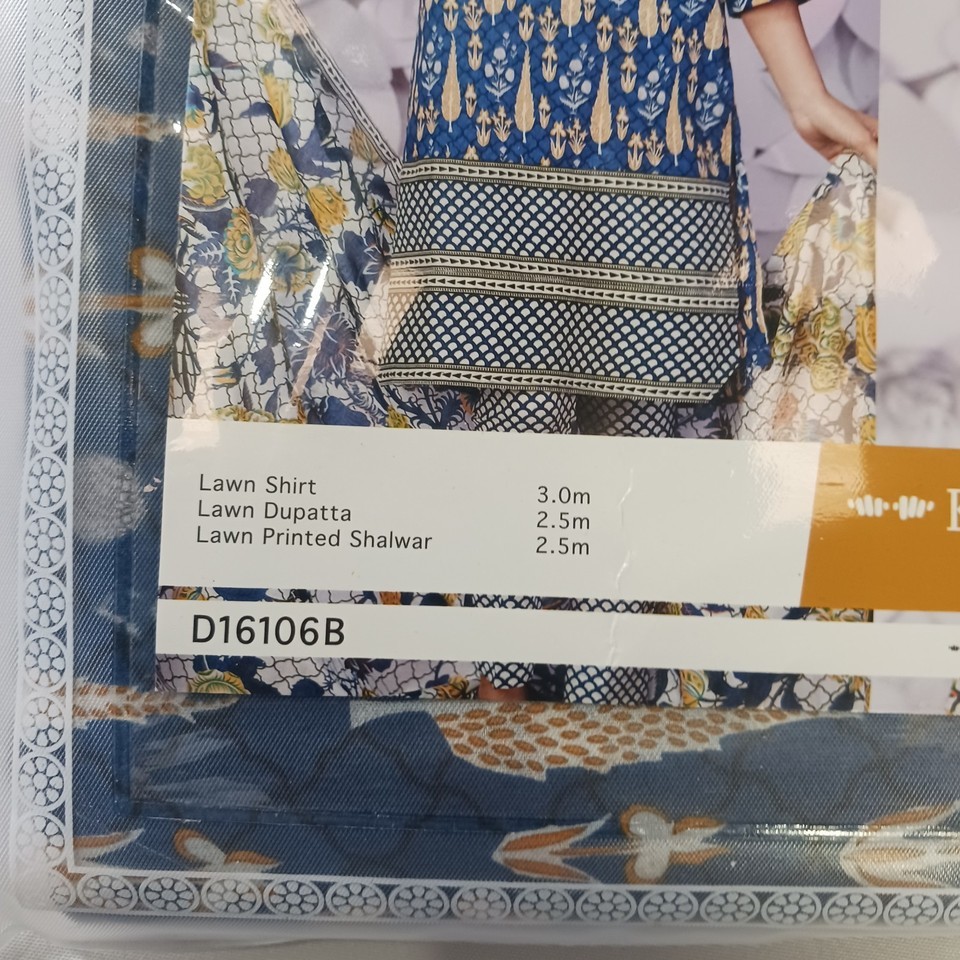 Lawn Shirt 3.0m
Lawn Dupatta 2.5m
Lawn Printed Shalwar 2.5m
D16106B